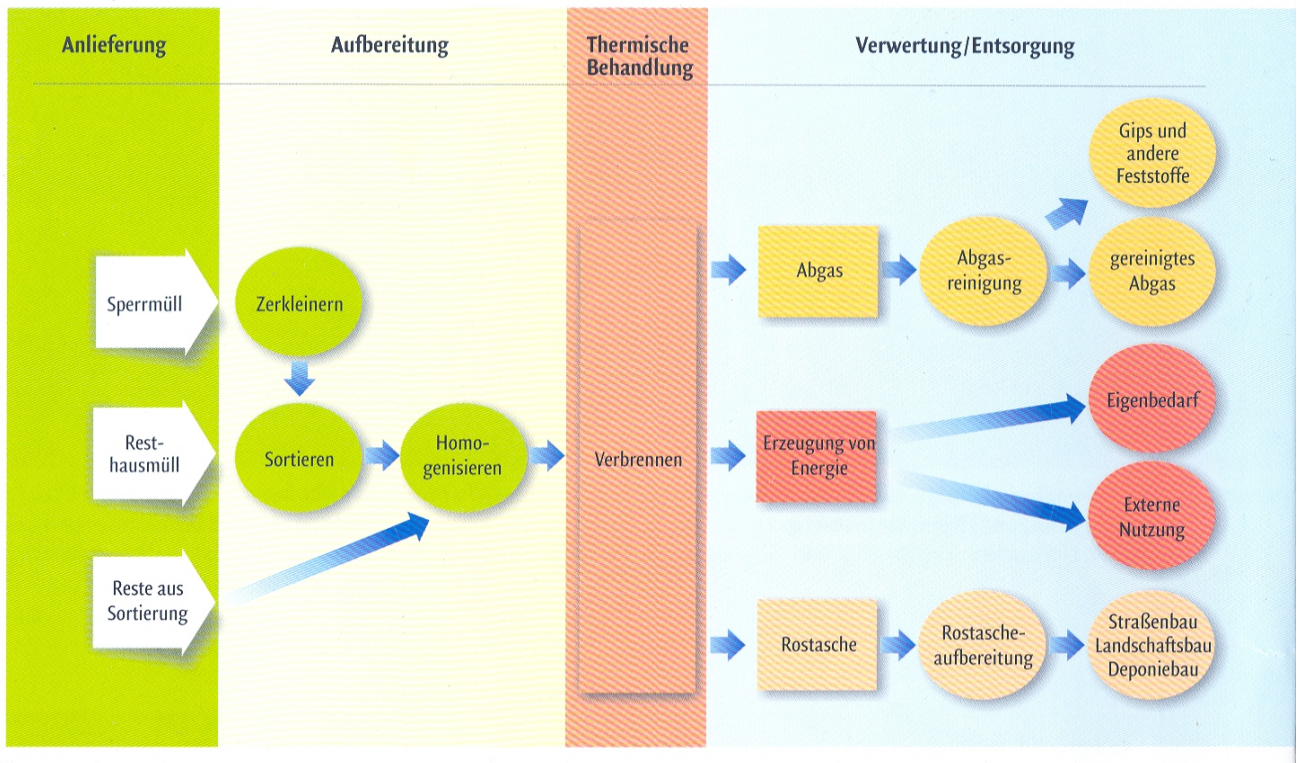 Anlieferung
Aufbereitung
Thermische
Behandlung
Verwertung/Entsorgung
Sperrmüll
Rest-
hausmüll
Reste aus
Sortierung
Zerkleinern
Sortieren
Homo-
genisieren
Verbrennen
Abgas
Abgas-
reinigung
Gips und
andere
Feststoffe
gereinigtes
Abgas
Erzeugung von
Energie
Eigenbedarf
Externe
Nutzung
Rostasche
Rostasche-
aufbereitung
Straßenbau
Landschaftsbau
Deponiebau